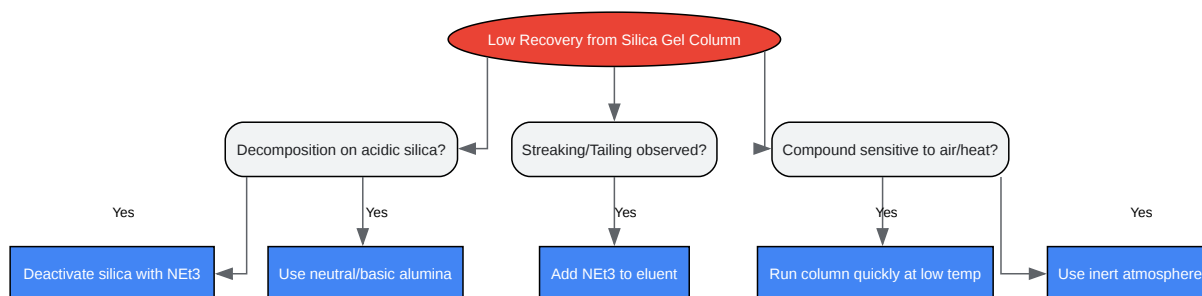 Low Recovery from Silica Gel Column
Decomposition on acidic silica?
Streaking/Tailing observed?
Compound sensitive to air/heat?
Yes
Yes
Yes
Yes
Yes
Deactivate silica with NEt3
Use neutral/basic alumina
Add NEt3 to eluent
Run column quickly at low temp
Use inert atmosphere